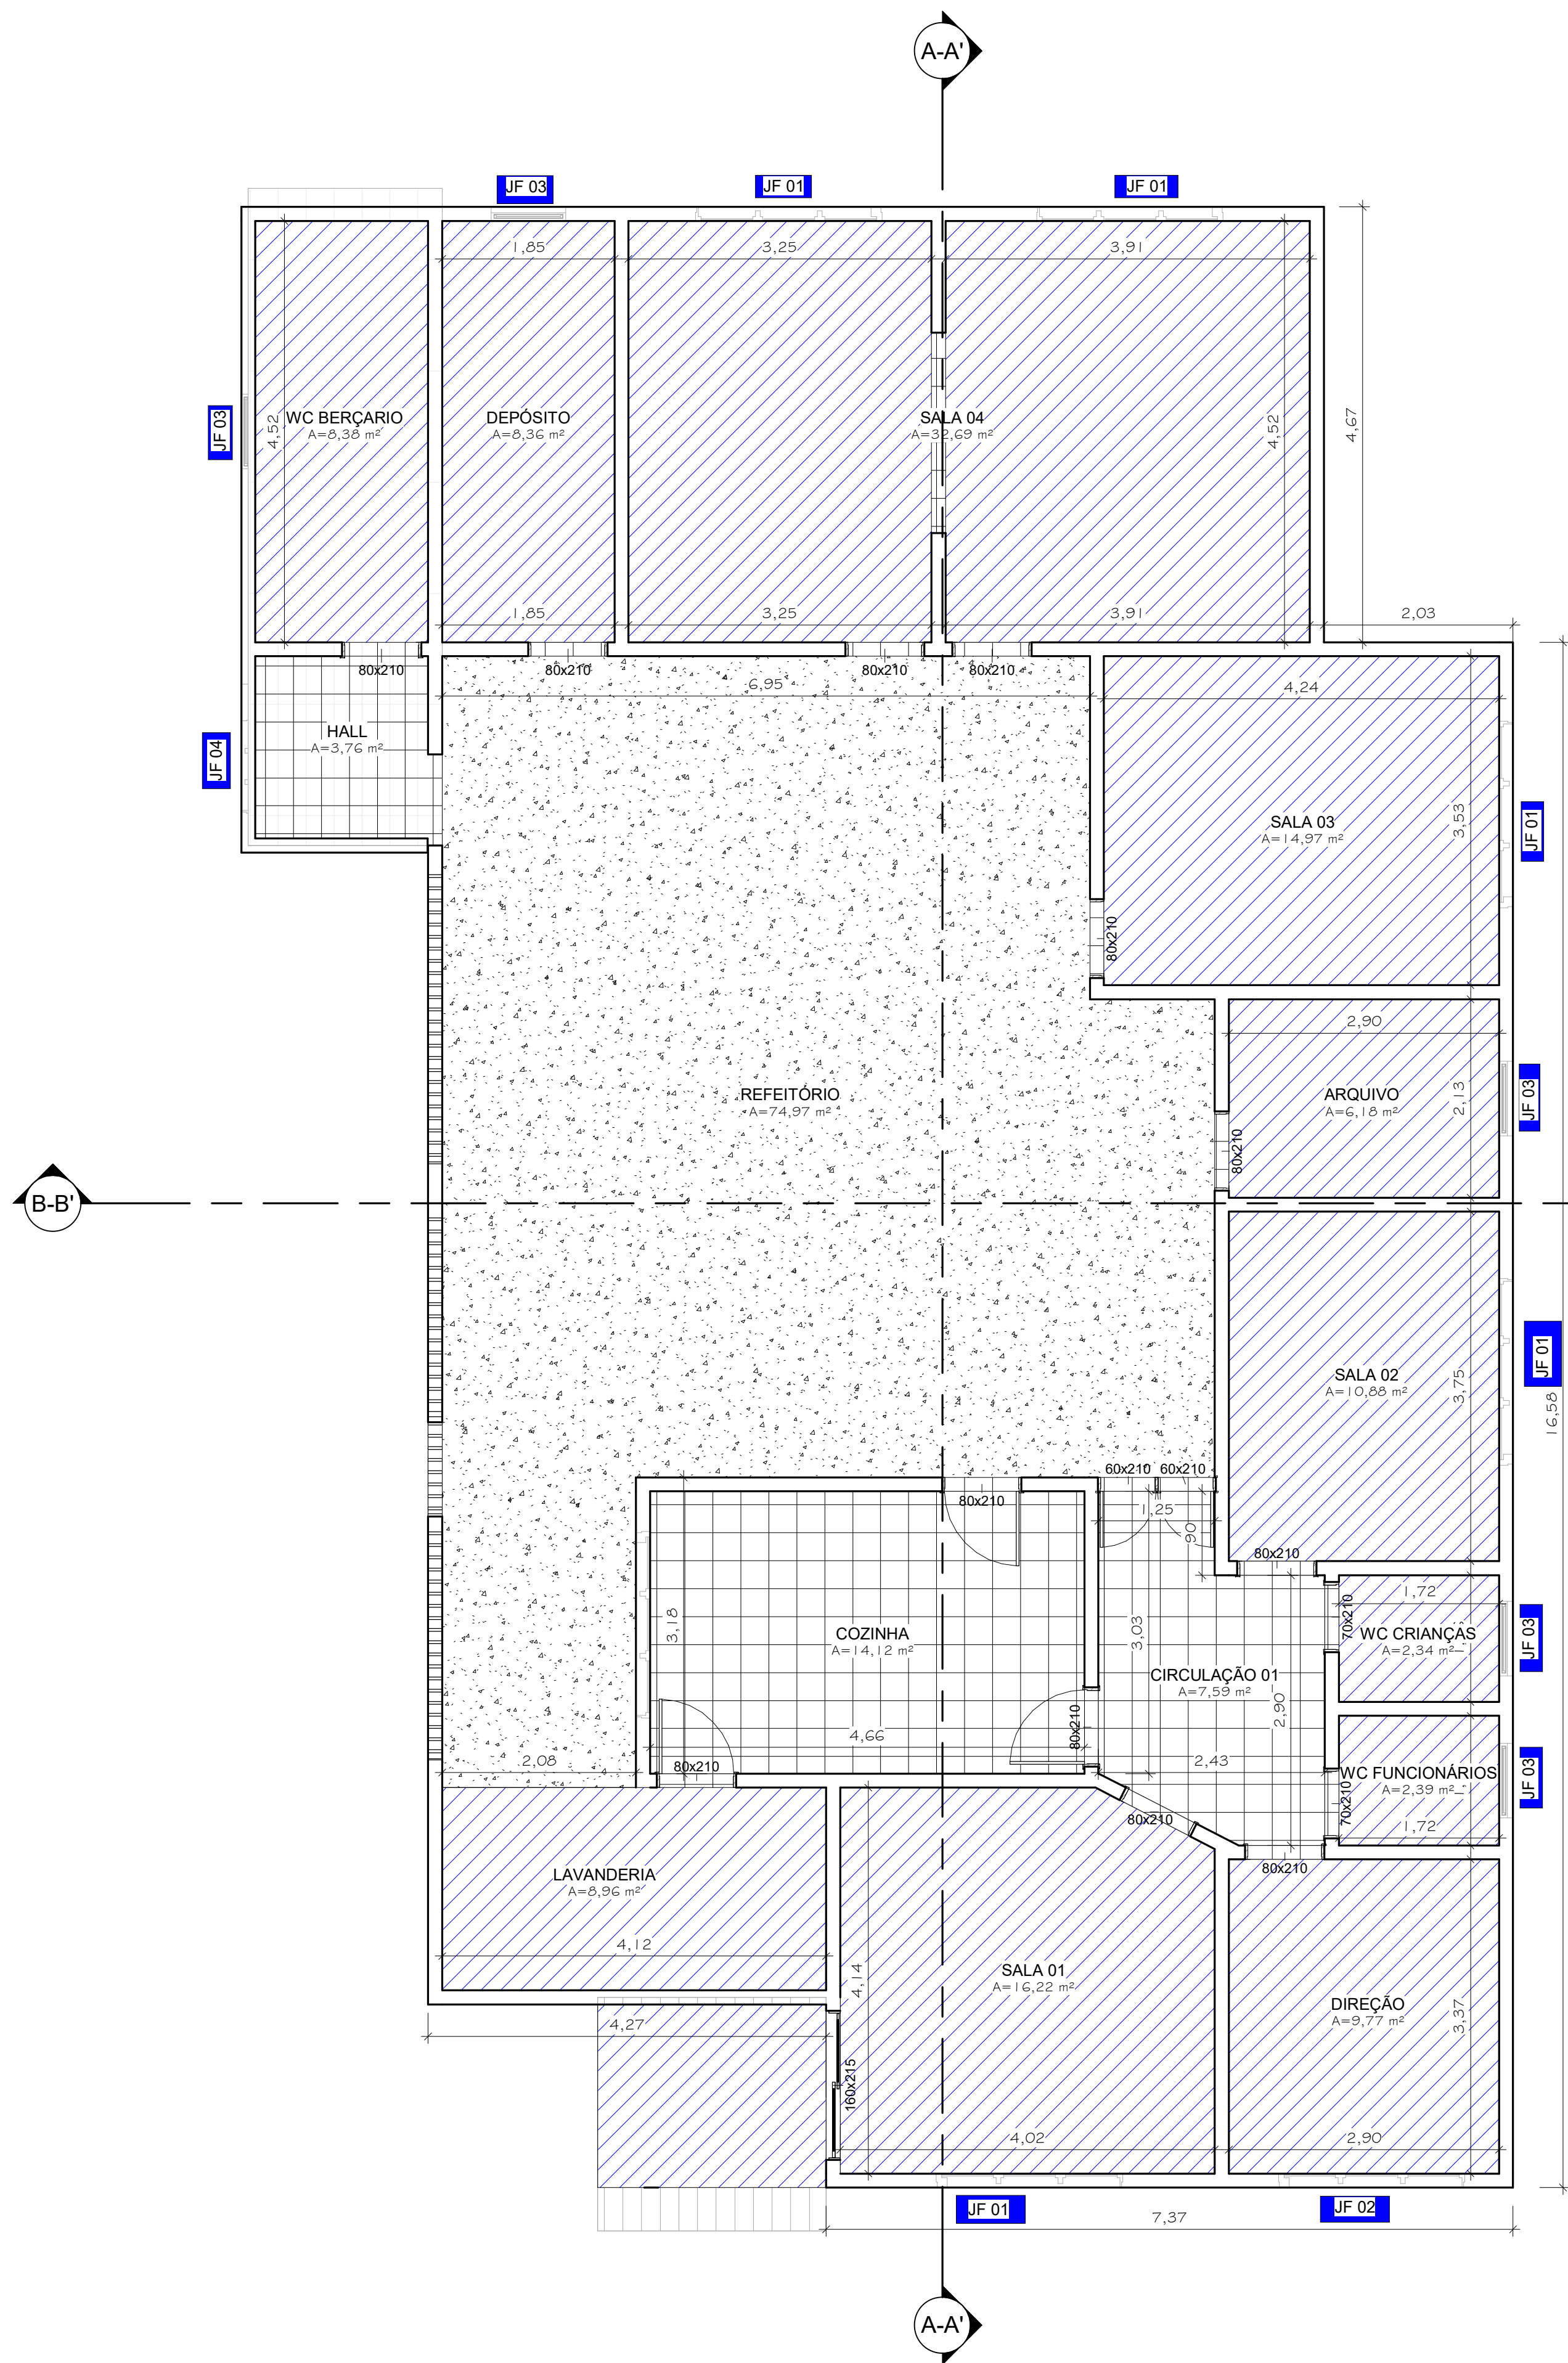 A-A'
JF 03
JF 01
JF 01
1,85
3,25
3,91
JF 03
4,52
WC BERÇARIO
A=8,38 m²
DEPÓSITO
A=8,36 m²
SALA 04
A=32,69 m²
4,52
4,67
1,85
3,25
3,91
2,03
80x210
80x210
80x210
80x210
6,95
4,24
HALL
A=3,76 m²
JF 04
SALA 03
A=14,97 m²
3,53
JF 01
80x210
2,90
REFEITÓRIO
A=74,97 m²
ARQUIVO
A=6,18 m²
2,13
JF 03
80x210
B-B'
SALA 02
A=10,88 m²
3,75
JF 01
16,58
60x210
60x210
80x210
1,25
,90
80x210
1,72
70x210
3,18
COZINHA
A=14,12 m²
3,03
WC CRIANÇAS
A=2,34 m²
JF 03
CIRCULAÇÃO 01
A=7,59 m²
2,90
80x210
4,66
2,08
80x210
2,43
WC FUNCIONÁRIOS
A=2,39 m²
JF 03
70x210
80x210
1,72
80x210
LAVANDERIA
A=8,96 m²
4,12
4,14
SALA 01
A=16,22 m²
DIREÇÃO
A=9,77 m²
3,37
4,27
160x215
4,02
2,90
JF 01
JF 02
7,37
A-A'